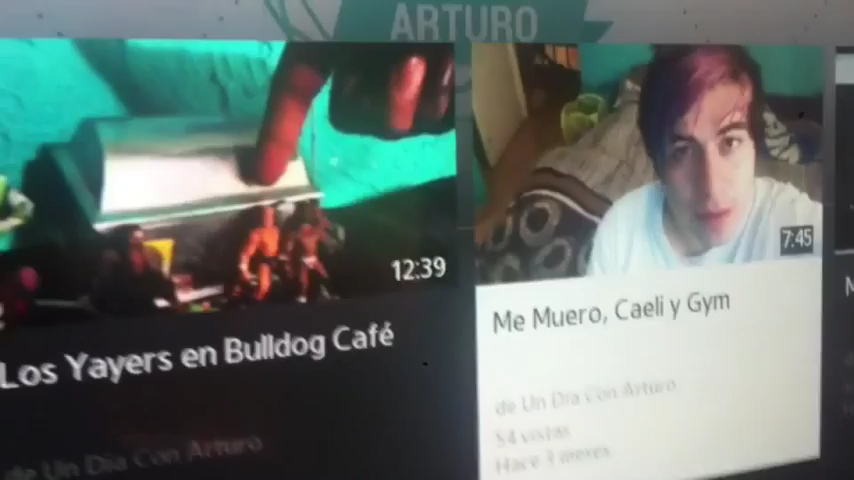 ARTURO
12:39
Los Yayers en Bulldog Café
de Un Dia Con Arturo
7:45
Me Muero, Caeli y Gym
de Un Dia Con Arturo
54 vistas
Hace 3 meses